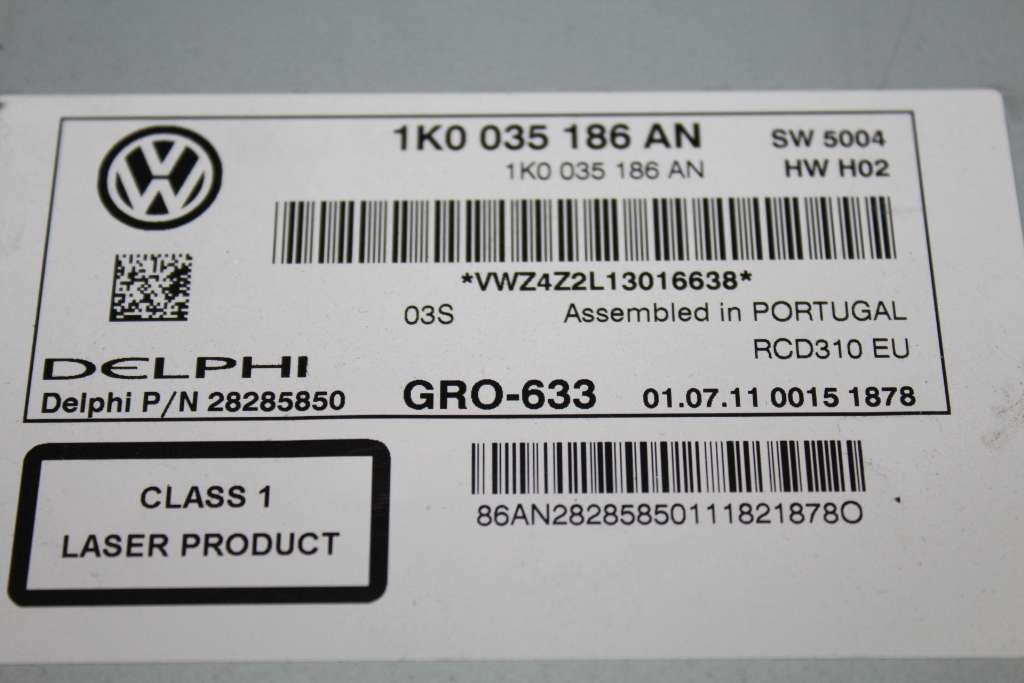 1K0 035 186 AN SW 5004
1K0 035 186 AN HW H02
*VWZ4Z2L13016638*
03S Assembled in PORTUGAL
RCD310 EU
DELPHI
Delphi P/N 28285850 GRO-633 01.07.11 0015 1878
CLASS 1
LASER PRODUCT
86AN28285850111821878O